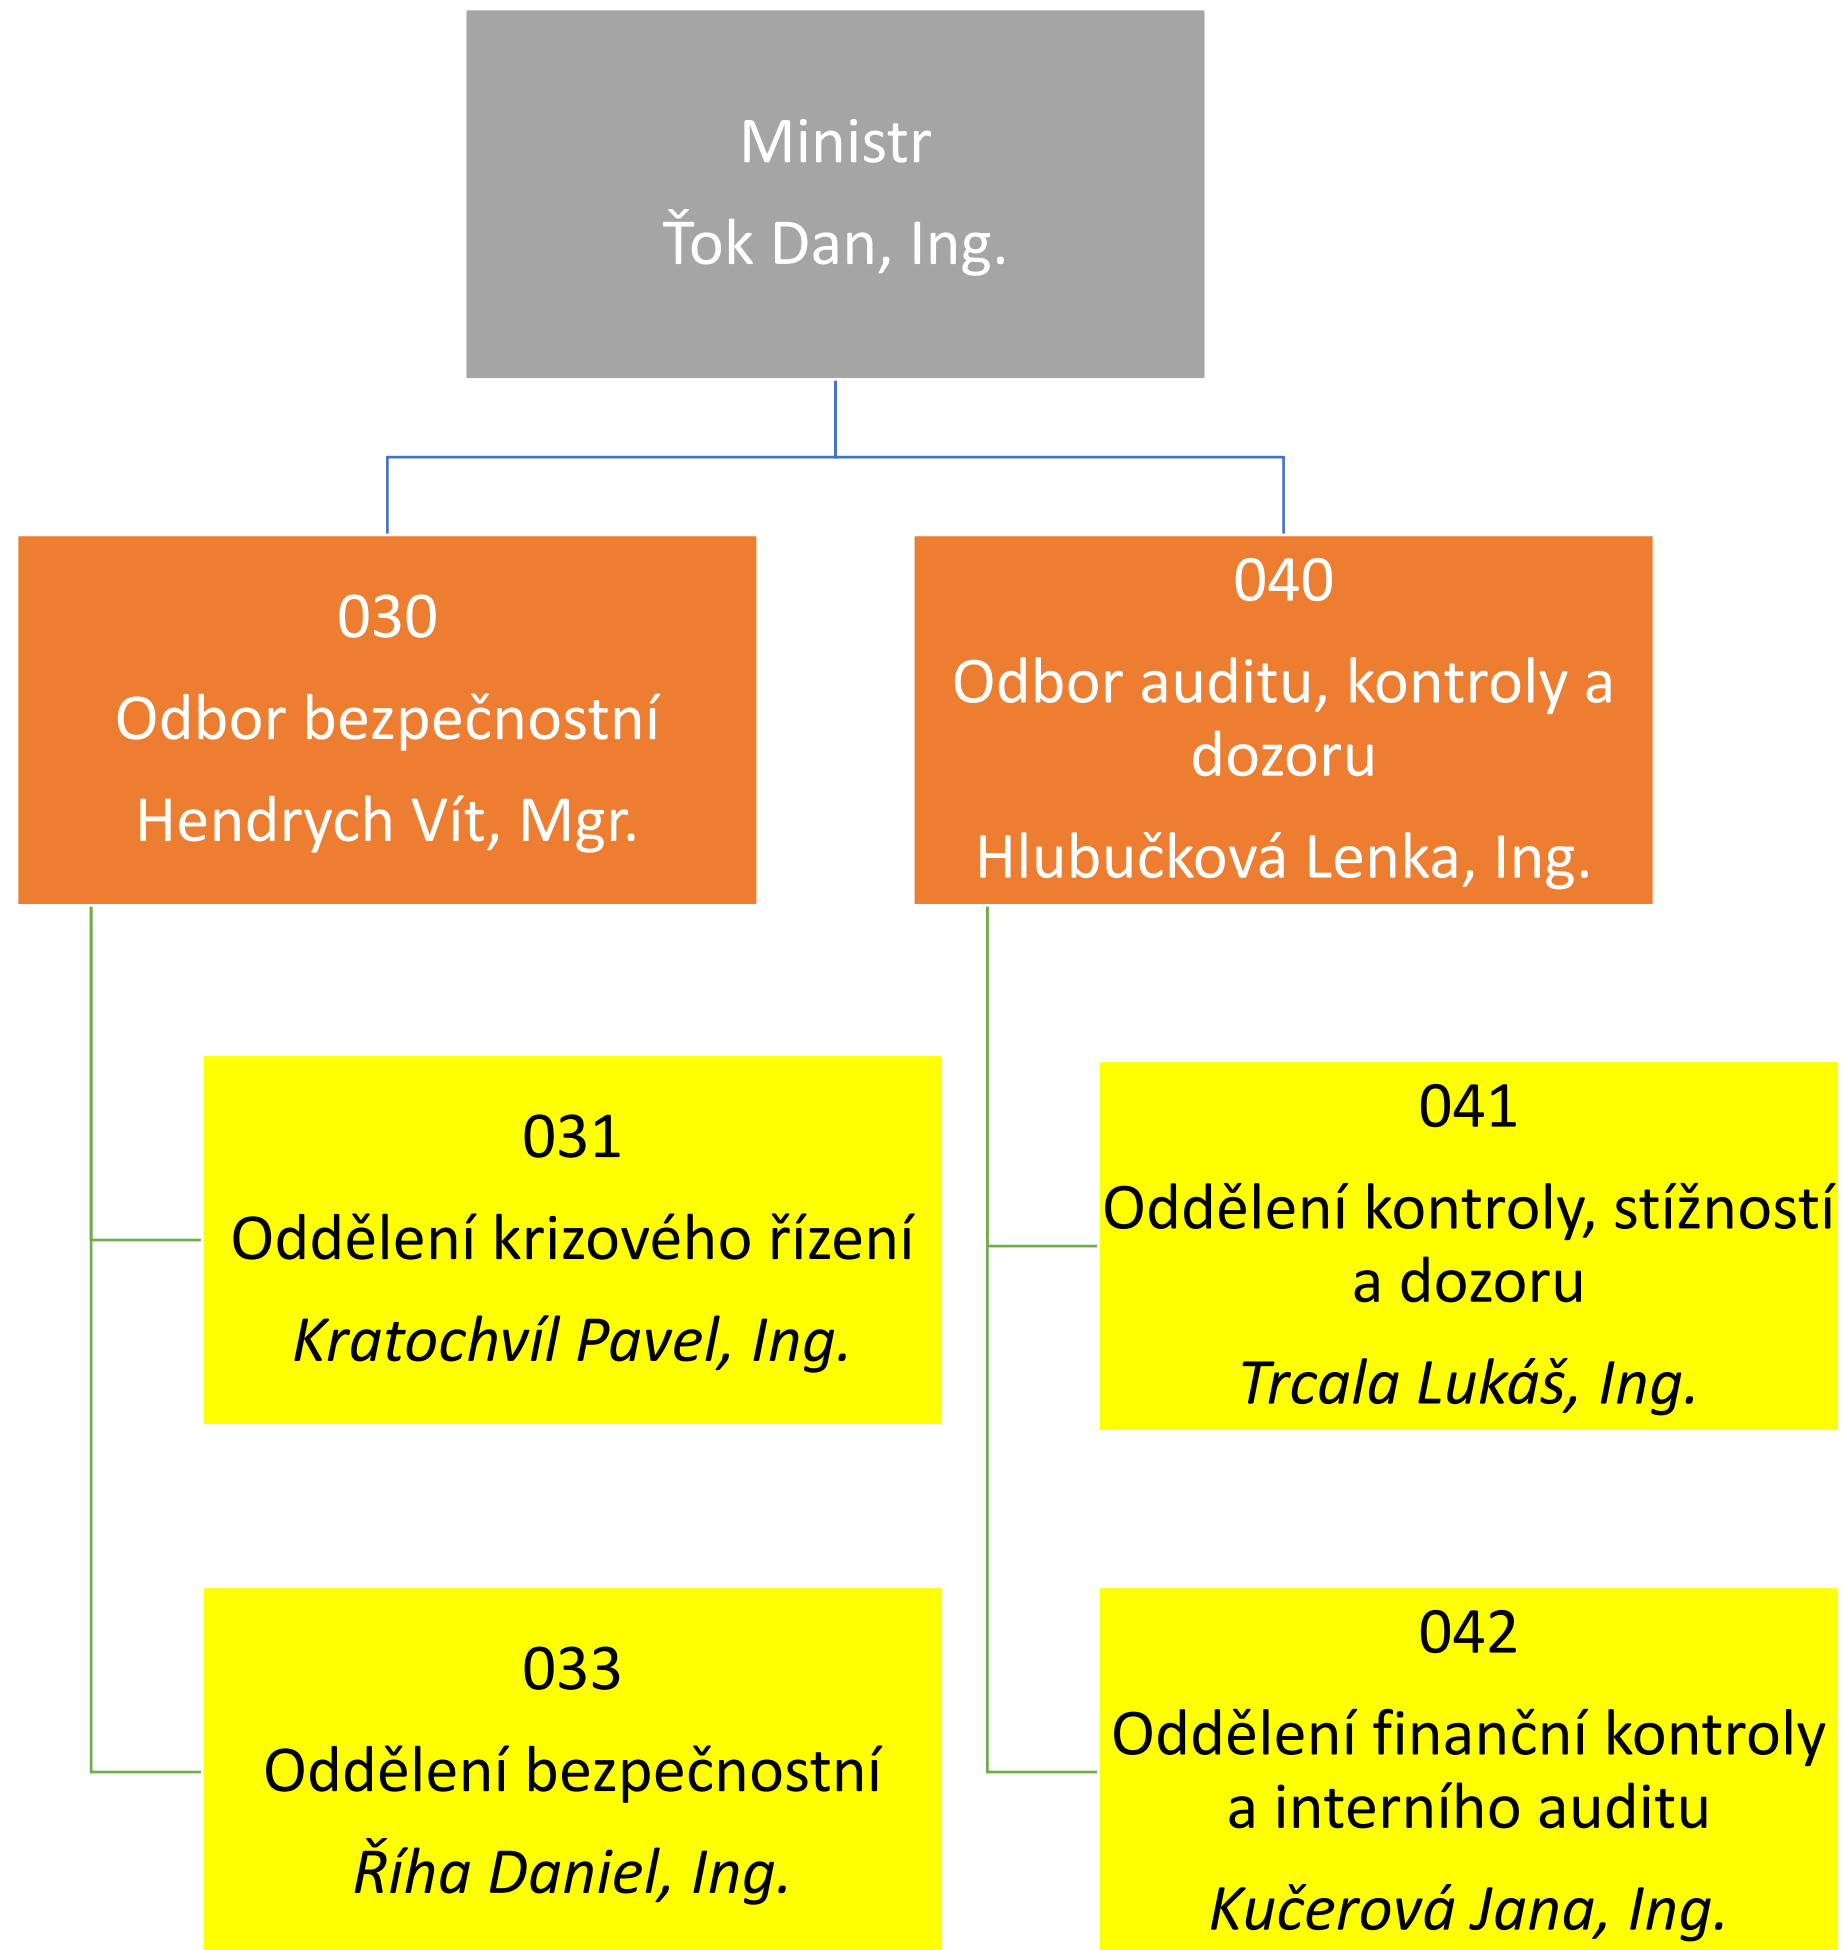 Ministr
Ťok Dan, Ing.
030
Odbor bezpečnostní
Hendrych Vít, Mgr.
040
Odbor auditu, kontroly a
dozoru
Hlubučková Lenka, Ing.
031
Oddělení krizového řízení
Kratochvíl Pavel, Ing.
033
Oddělení bezpečnostní
Říha Daniel, Ing.
041
Oddělení kontroly, stížností
a dozoru
Trcala Lukáš, Ing.
042
Oddělení finanční kontroly
a interního auditu
Kučerová Jana, Ing.